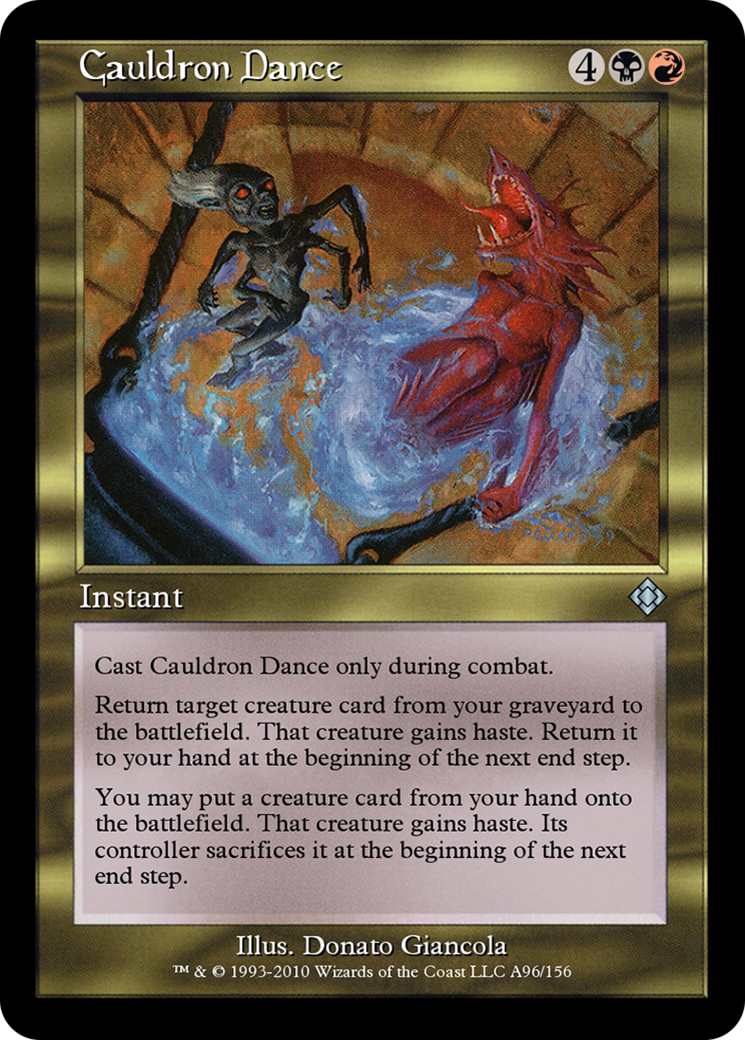 Cauldron Dance 4
Instant
Cast Cauldron Dance only during combat.
Return target creature card from your graveyard to
the battlefield. That creature gains haste. Return it
to your hand at the beginning of the next end step.
You may put a creature card from your hand onto
the battlefield. That creature gains haste. Its
controller sacrifices it at the beginning of the next
end step.
Illus. Donato Giancola
™ & © 1993-2010 Wizards of the Coast LLC A96/156